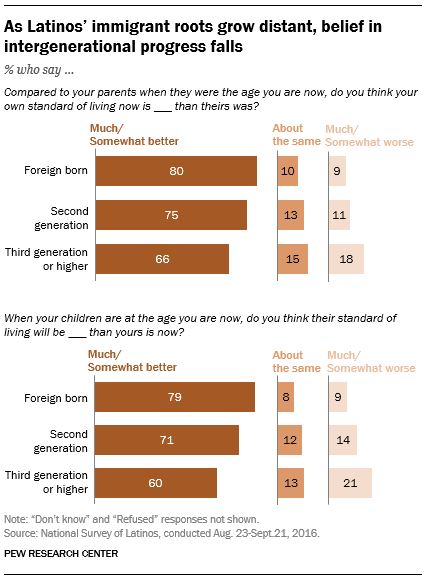 As Latinos’ immigrant roots grow distant, belief in
intergenerational progress falls
% who say ...
Compared to your parents when they were the age you are now, do you think your
own standard of living now is ___ than theirs was?
Much/
Somewhat better
About
the same
Much/
Somewhat worse
Foreign born 80 10 9
Second
generation 75 13 11
Third generation
or higher 66 15 18
When your children are at the age you are now, do you think their standard of
living will be ___ than yours is now?
Much/
Somewhat better
About
the same
Much/
Somewhat worse
Foreign born 79 8 9
Second
generation 71 12 14
Third generation
or higher 60 13 21
Note: “Don’t know” and “Refused” responses not shown.
Source: National Survey of Latinos, conducted Aug. 23-Sept.21, 2016.
PEW RESEARCH CENTER